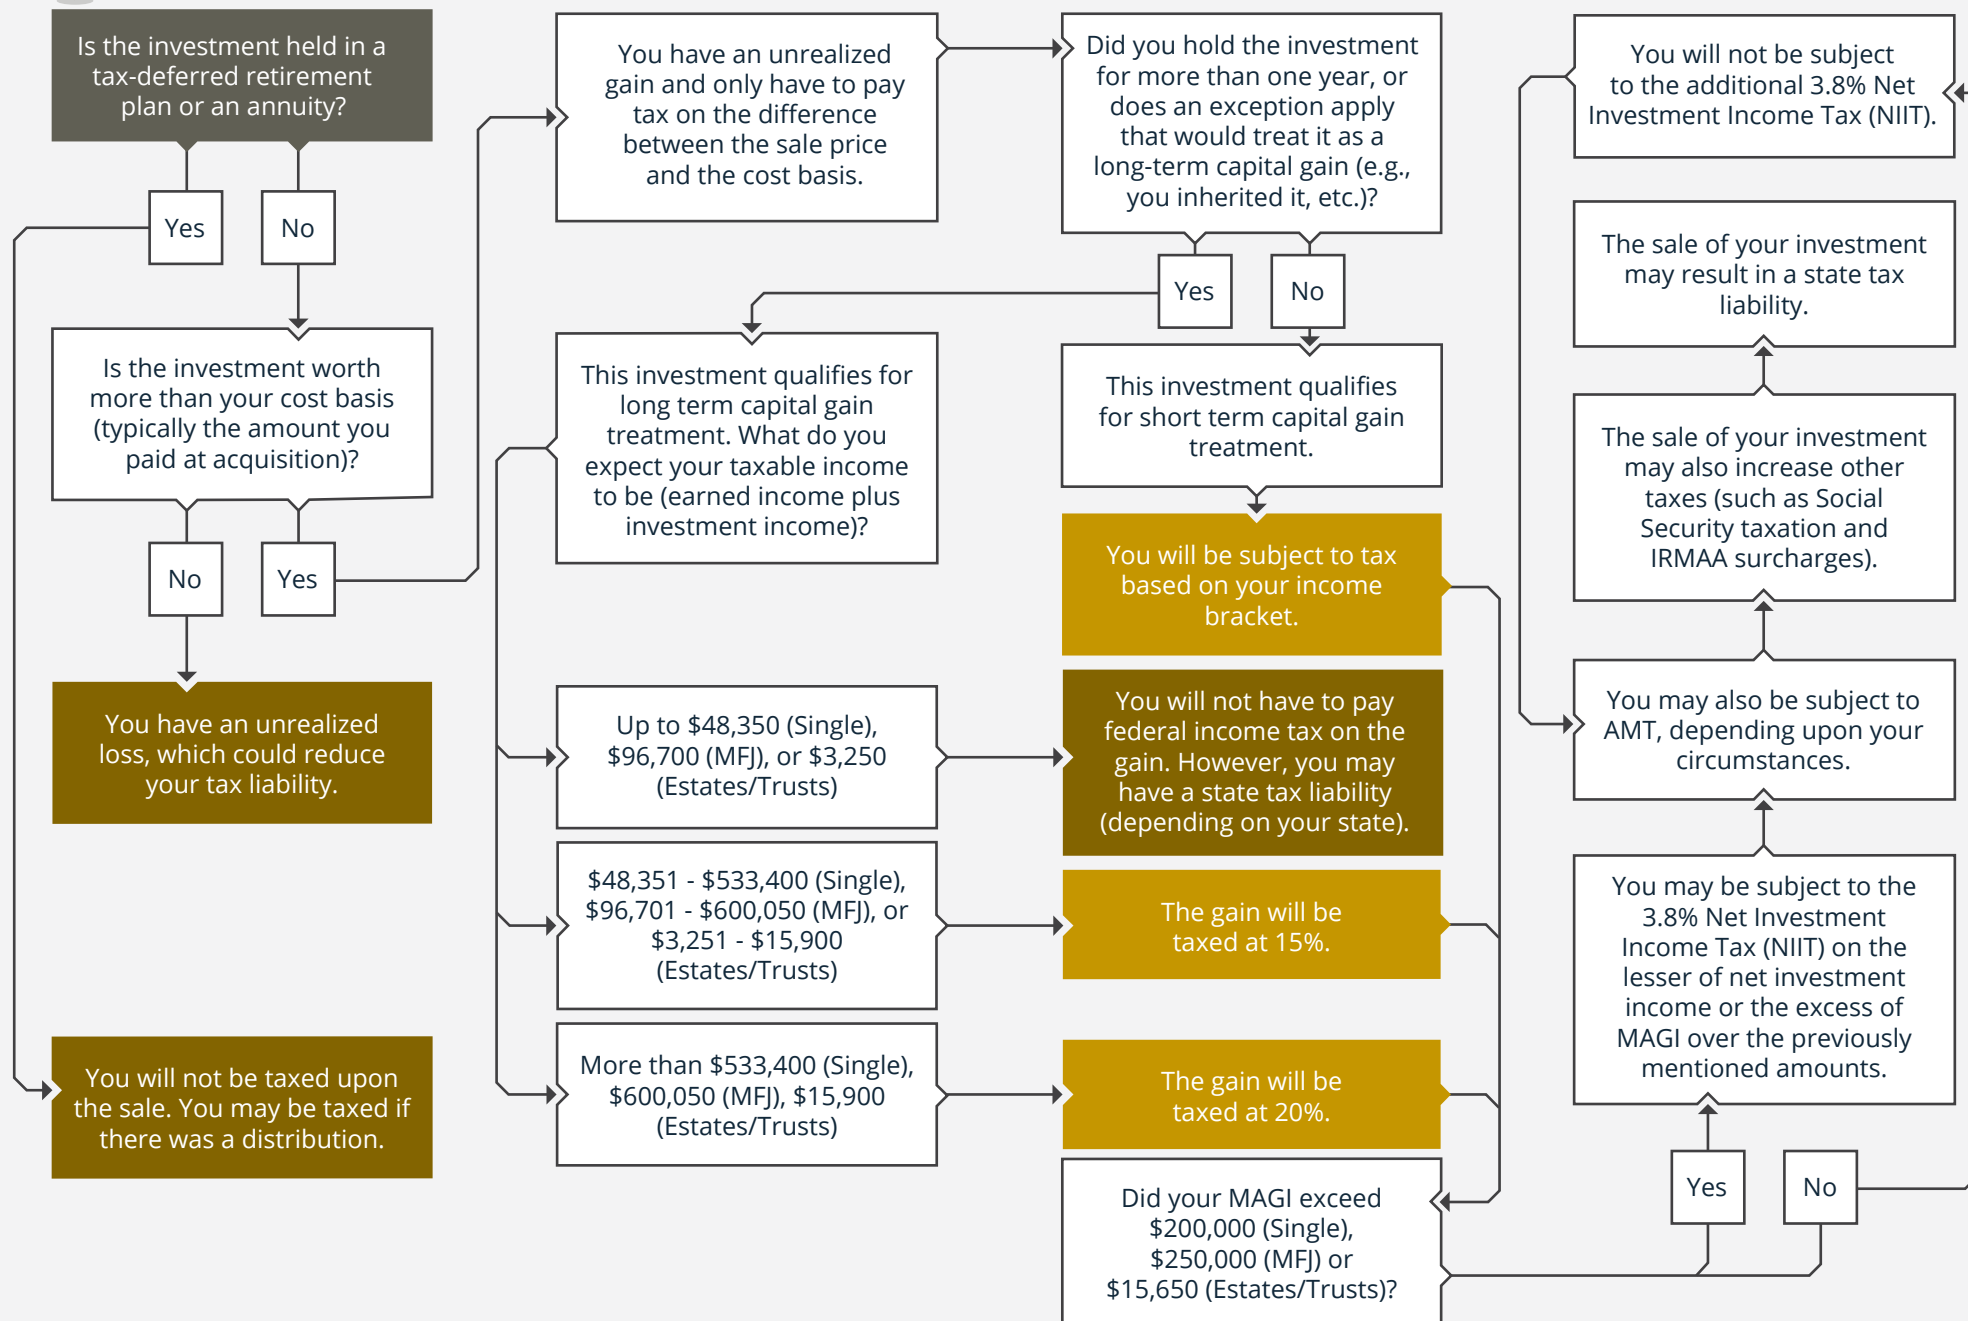 Is the investment held in a
tax-deferred retirement
plan or an annuity?
Yes
No
Is the investment worth
more than your cost basis
(typically the amount you
paid at acquisition)?
No
Yes
You have an unrealized
loss, which could reduce
your tax liability.
You will not be taxed upon
the sale. You may be taxed if
there was a distribution.
You have an unrealized
gain and only have to pay
tax on the difference
between the sale price
and the cost basis.
Did you hold the investment
for more than one year, or
does an exception apply
that would treat it as a
long-term capital gain (e.g.,
you inherited it, etc.)?
Yes
No
This investment qualifies for
long term capital gain
treatment. What do you
expect your taxable income
to be (earned income plus
investment income)?
This investment qualifies
for short term capital gain
treatment.
You will be subject to tax
based on your income
bracket.
Up to $48,350 (Single),
$96,700 (MFJ), or $3,250
(Estates/Trusts)
You will not have to pay
federal income tax on the
gain. However, you may
have a state tax liability
(depending on your state).
$48,351 - $533,400 (Single),
$96,701 - $600,050 (MFJ), or
$3,251 - $15,900
(Estates/Trusts)
The gain will be
taxed at 15%.
More than $533,400 (Single),
$600,050 (MFJ), $15,900
(Estates/Trusts)
The gain will be
taxed at 20%.
Did your MAGI exceed
$200,000 (Single),
$250,000 (MFJ) or
$15,650 (Estates/Trusts)?
You will not be subject
to the additional 3.8% Net
Investment Income Tax (NIIT).
The sale of your investment
may result in a state tax
liability.
The sale of your investment
may also increase other
taxes (such as Social
Security taxation and
IRMAA surcharges).
You may also be subject to
AMT, depending upon your
circumstances.
You may be subject to the
3.8% Net Investment
Income Tax (NIIT) on the
lesser of net investment
income or the excess of
MAGI over the previously
mentioned amounts.
Yes
No